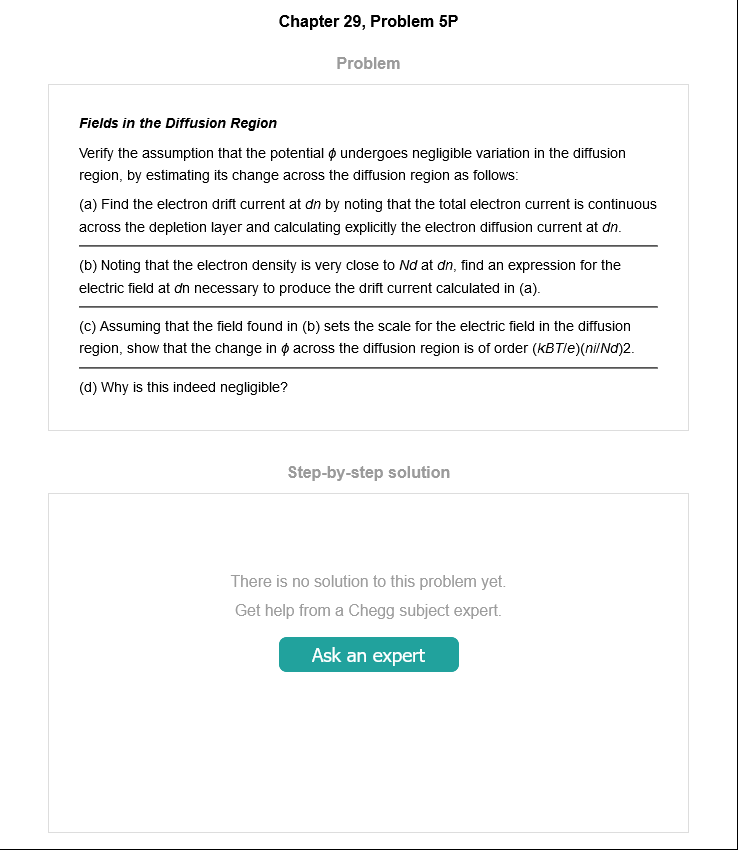 Chapter 29, Problem 5P
Problem
Fields in the Diffusion Region
Verify the assumption that the potential ϕ undergoes negligible variation in the diffusion
region, by estimating its change across the diffusion region as follows:
(a) Find the electron drift current at dn by noting that the total electron current is continuous
across the depletion layer and calculating explicitly the electron diffusion current at dn.
(b) Noting that the electron density is very close to Nd at dn, find an expression for the
electric field at dn necessary to produce the drift current calculated in (a).
(c) Assuming that the field found in (b) sets the scale for the electric field in the diffusion
region, show that the change in ϕ across the diffusion region is of order (kBT/e)(ni/Nd)2.
(d) Why is this indeed negligible?
Step-by-step solution
There is no solution to this problem yet.
Get help from a Chegg subject expert.
Ask an expert